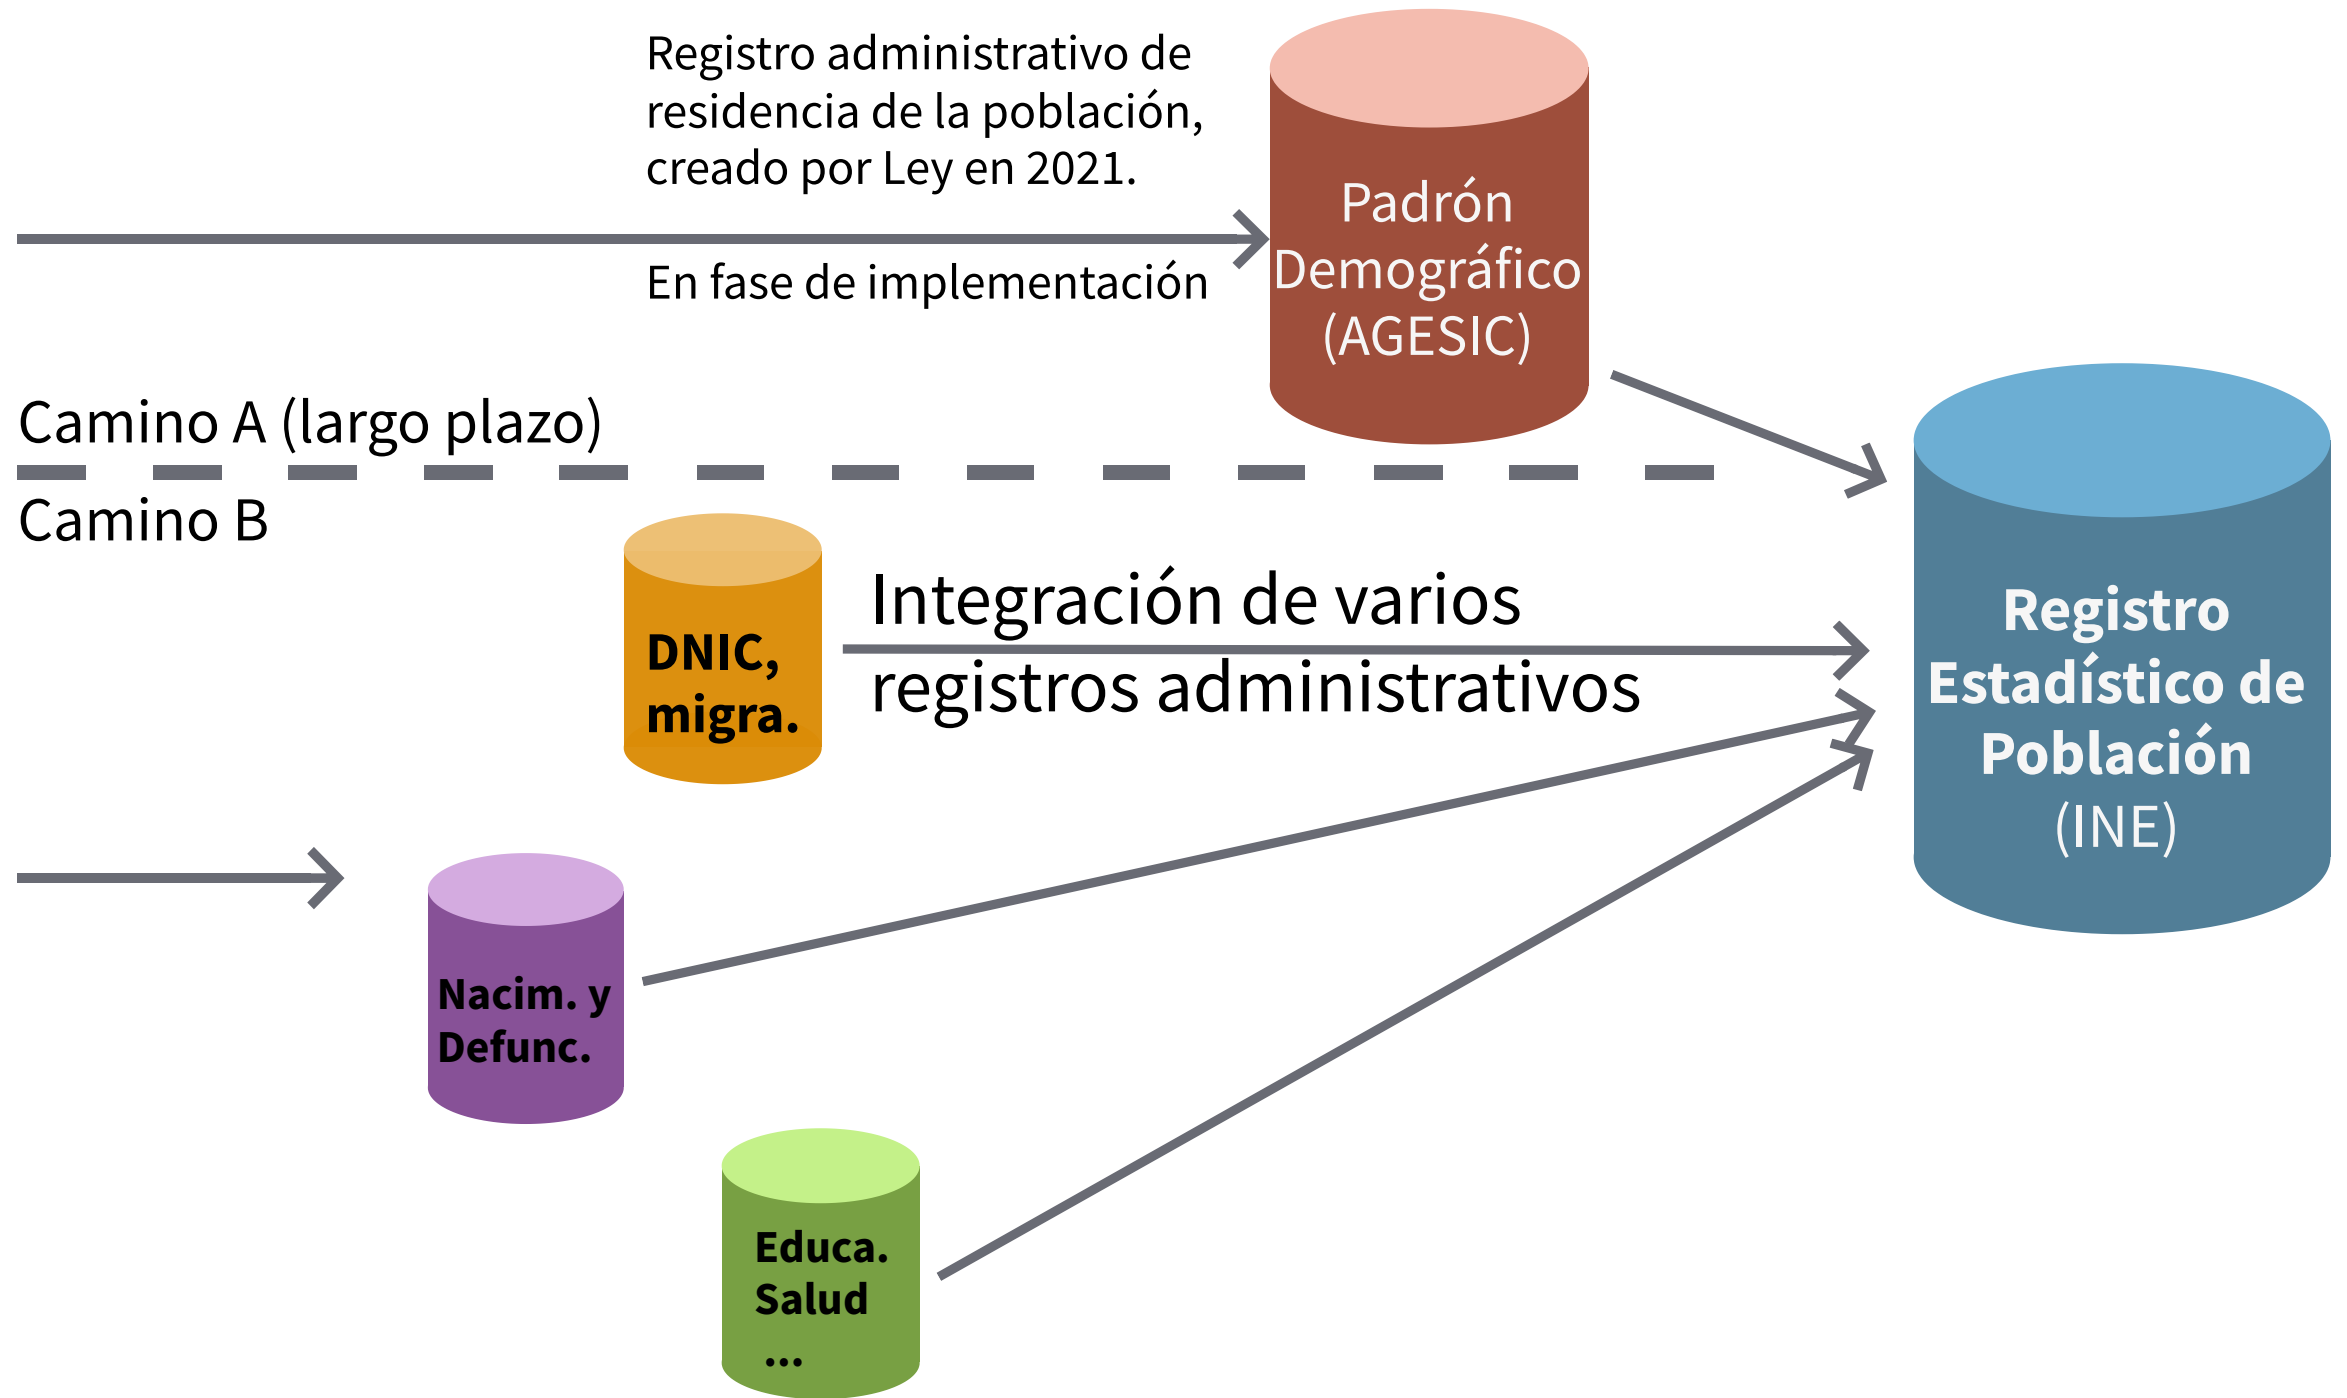 Registro administrativo de
residencia de la población,
creado por Ley en 2021.
En fase de implementación
Padrón
Demográfico
(AGESIC)
Camino A (largo plazo)
Camino B
DNIC,
migra.
Integración de varios
registros administrativos
Registro
Estadístico de
Población
(INE)
Nacim. y
Defunc.
Educa.
Salud
...